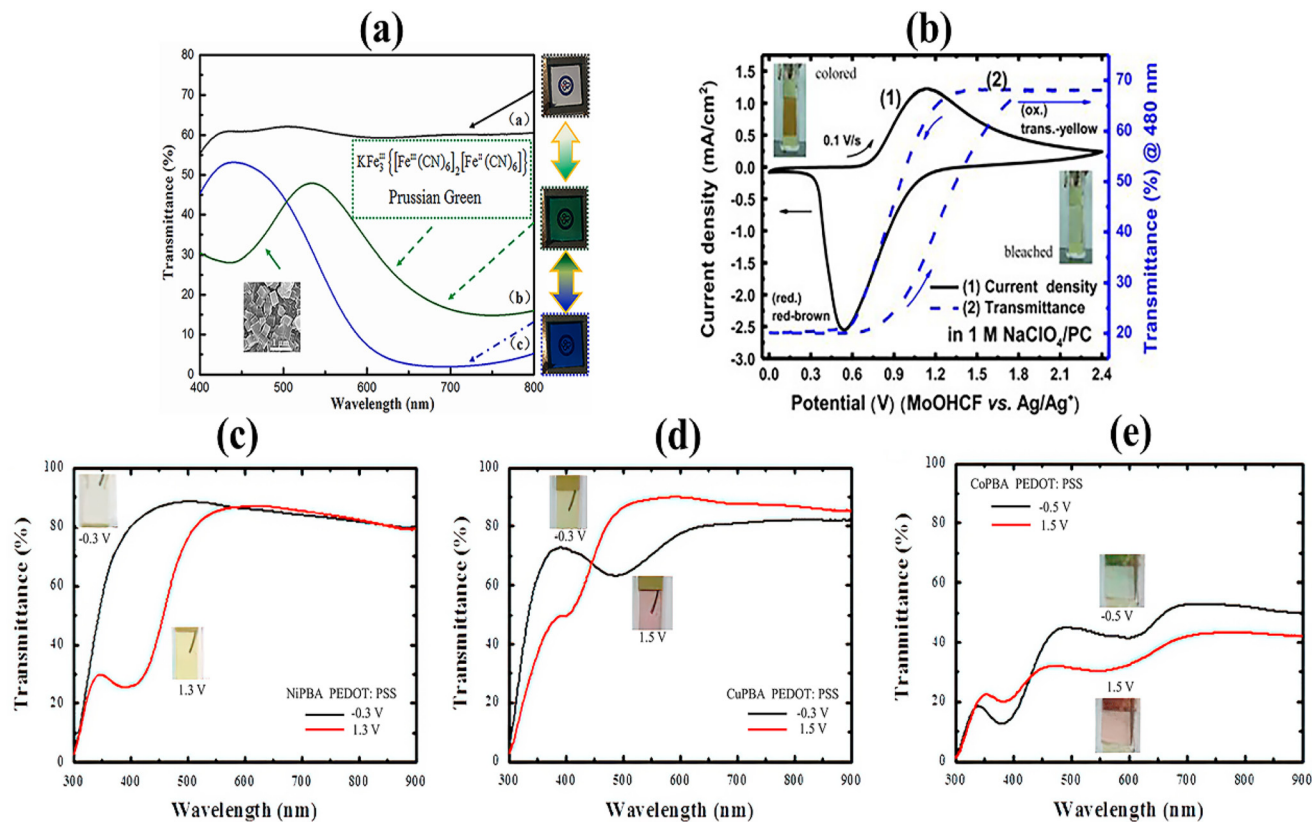 (a)
80
70
60
50
40
30
20
10
0
Transmittance (%)
(a)
KFe₃ᴵᴵᴵ{[Feᴵᴵᴵ(CN)₆]₂[Feᴵᴵ(CN)₆]}
Prussian Green
(b)
(c)
400 500 600 700 800
Wavelength (nm)
(b)
1.5
1.0
0.5
0.0
-0.5
-1.0
-1.5
-2.0
-2.5
-3.0
Current density (mA/cm²)
colored
(1)
(2)
0.1 V/s
(ox.)
trans.-yellow
bleached
(red.)
red-brown
(1) Current density
(2) Transmittance
in 1 M NaClO₄/PC
70
60
50
40
30
20
Transmittance (%) @ 480 nm
0.0 0.3 0.6 0.9 1.2 1.5 1.8 2.1 2.4
Potential (V) (MoOHCF vs. Ag/Ag⁺)
(c)
100
80
60
40
20
0
Transmittance (%)
-0.3 V
1.3 V
NiPBA PEDOT: PSS
-0.3 V
1.3 V
300 400 500 600 700 800 900
Wavelength (nm)
(d)
100
80
60
40
20
0
Transmittance (%)
-0.3 V
1.5 V
CuPBA PEDOT: PSS
-0.3 V
1.5 V
300 400 500 600 700 800 900
Wavelength (nm)
(e)
100
80
60
40
20
0
Tranmittance (%)
CoPBA PEDOT: PSS
-0.5 V
1.5 V
-0.5 V
1.5 V
300 400 500 600 700 800 900
Wavelength (nm)